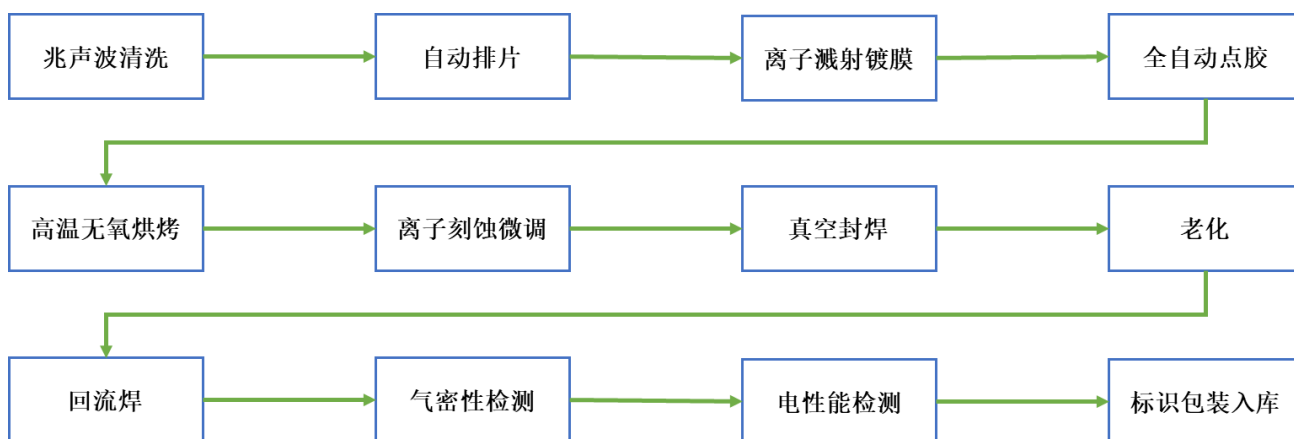 兆声波清洗
自动排片
离子溅射镀膜
全自动点胶
高温无氧烘烤
离子刻蚀微调
真空封焊
老化
回流焊
气密性检测
电性能检测
标识包装入库